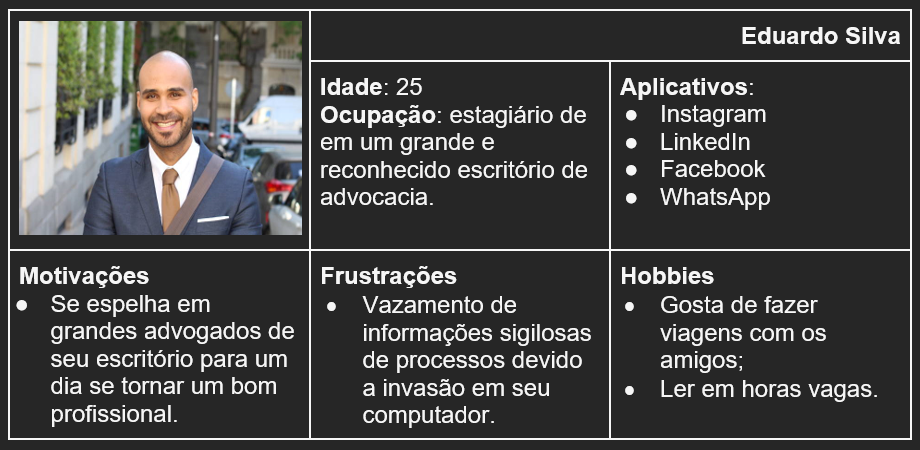 Eduardo Silva
Idade: 25
Ocupação: estagiário de
em um grande e
reconhecido escritório de
advocacia.
Aplicativos:
● Instagram
● LinkedIn
● Facebook
● WhatsApp
Motivações
● Se espelha em
grandes advogados de
seu escritório para um
dia se tornar um bom
profissional.
Frustrações
● Vazamento de
informações sigilosas
de processos devido
a invasão em seu
computador.
Hobbies
● Gosta de fazer
viagens com os
amigos;
● Ler em horas vagas.